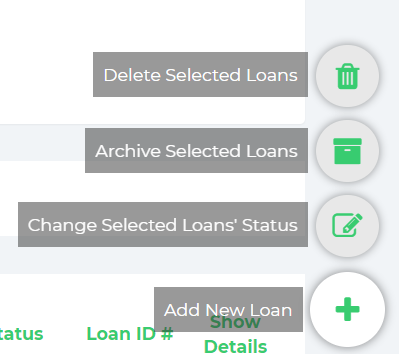 Delete Selected Loans
Archive Selected Loans
Change Selected Loans' Status
Add New Loan
tatus Loan ID # Show
Details